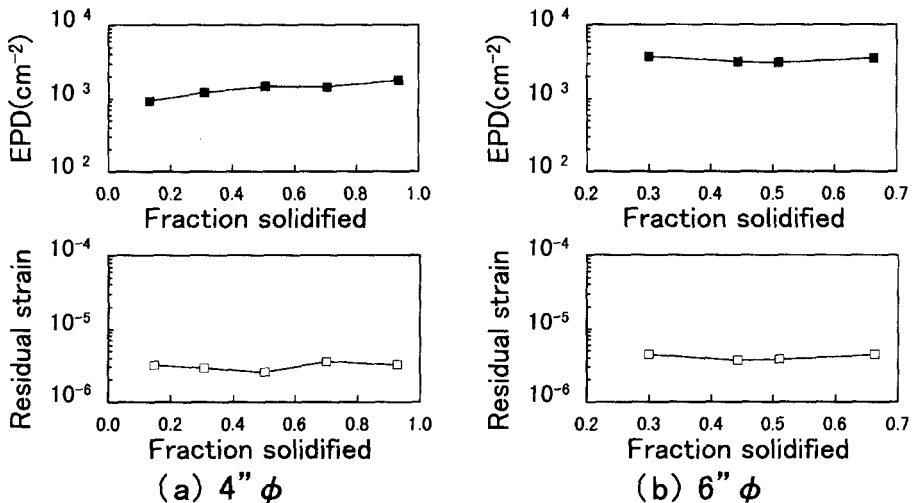 EPD(cm⁻²)
10⁴
10³
10²
0.0 0.2 0.4 0.6 0.8 1.0
Fraction solidified
EPD(cm⁻²)
10⁴
10³
10²
0.2 0.3 0.4 0.5 0.6 0.7
Fraction solidified
Residual strain
10⁻⁴
10⁻⁵
10⁻⁶
0.0 0.2 0.4 0.6 0.8 1.0
Fraction solidified
Residual strain
10⁻⁴
10⁻⁵
10⁻⁶
0.2 0.3 0.4 0.5 0.6 0.7
Fraction solidified
(a) 4” ϕ
(b) 6” ϕ